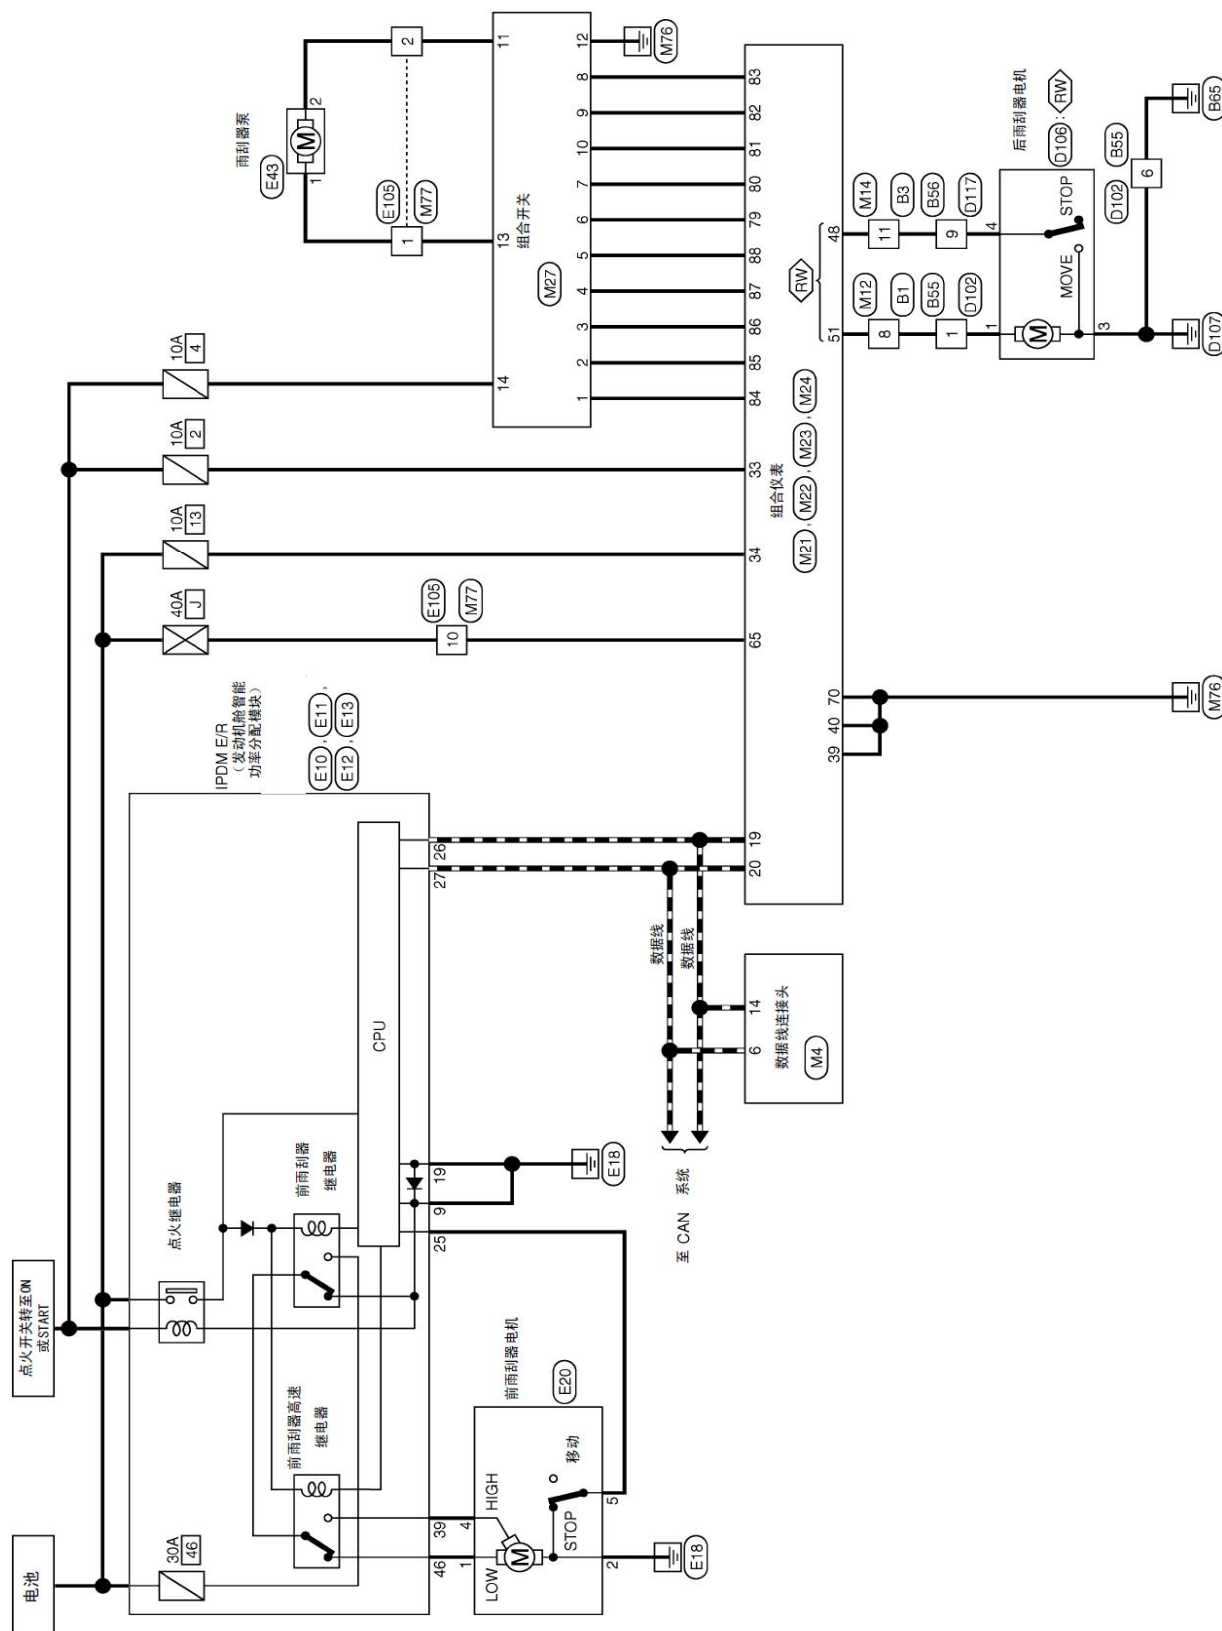 电池
点火开关转至ON
或START
30A
46
点火继电器
40A
J
10A
13
10A
2
10A
4
IPDM E/R
(发动机舱智能
功率分配模块)
E10 , E11 ,
E12 , E13
雨刮器泵
E43
1
2
M
前雨刮器高速
继电器
前雨刮器
继电器
CPU
E105
M77
1
2
E105
M77
10
46
39
25
9
19
27
26
14
13
11
组合开关
M27
1
2
3
4
5
6
7
10
9
8
12
M76
1
4
LOW
HIGH
前雨刮器电机
E20
M
STOP
移动
2
5
E18
E18
至 CAN 系统
数据线
数据线
6
14
数据线连接头
M4
20
19
65
34
33
84
85
86
87
88
79
80
81
82
83
组合仪表
M21 , M22 , M23 , M24
RW
39
40
70
51
48
M76
8
M12
B1
11
M14
B3
1
B55
D102
9
B56
D117
1
4
后雨刮器电机
D106 : RW
M
MOVE
STOP
3
D102
B55
6
D107
B65